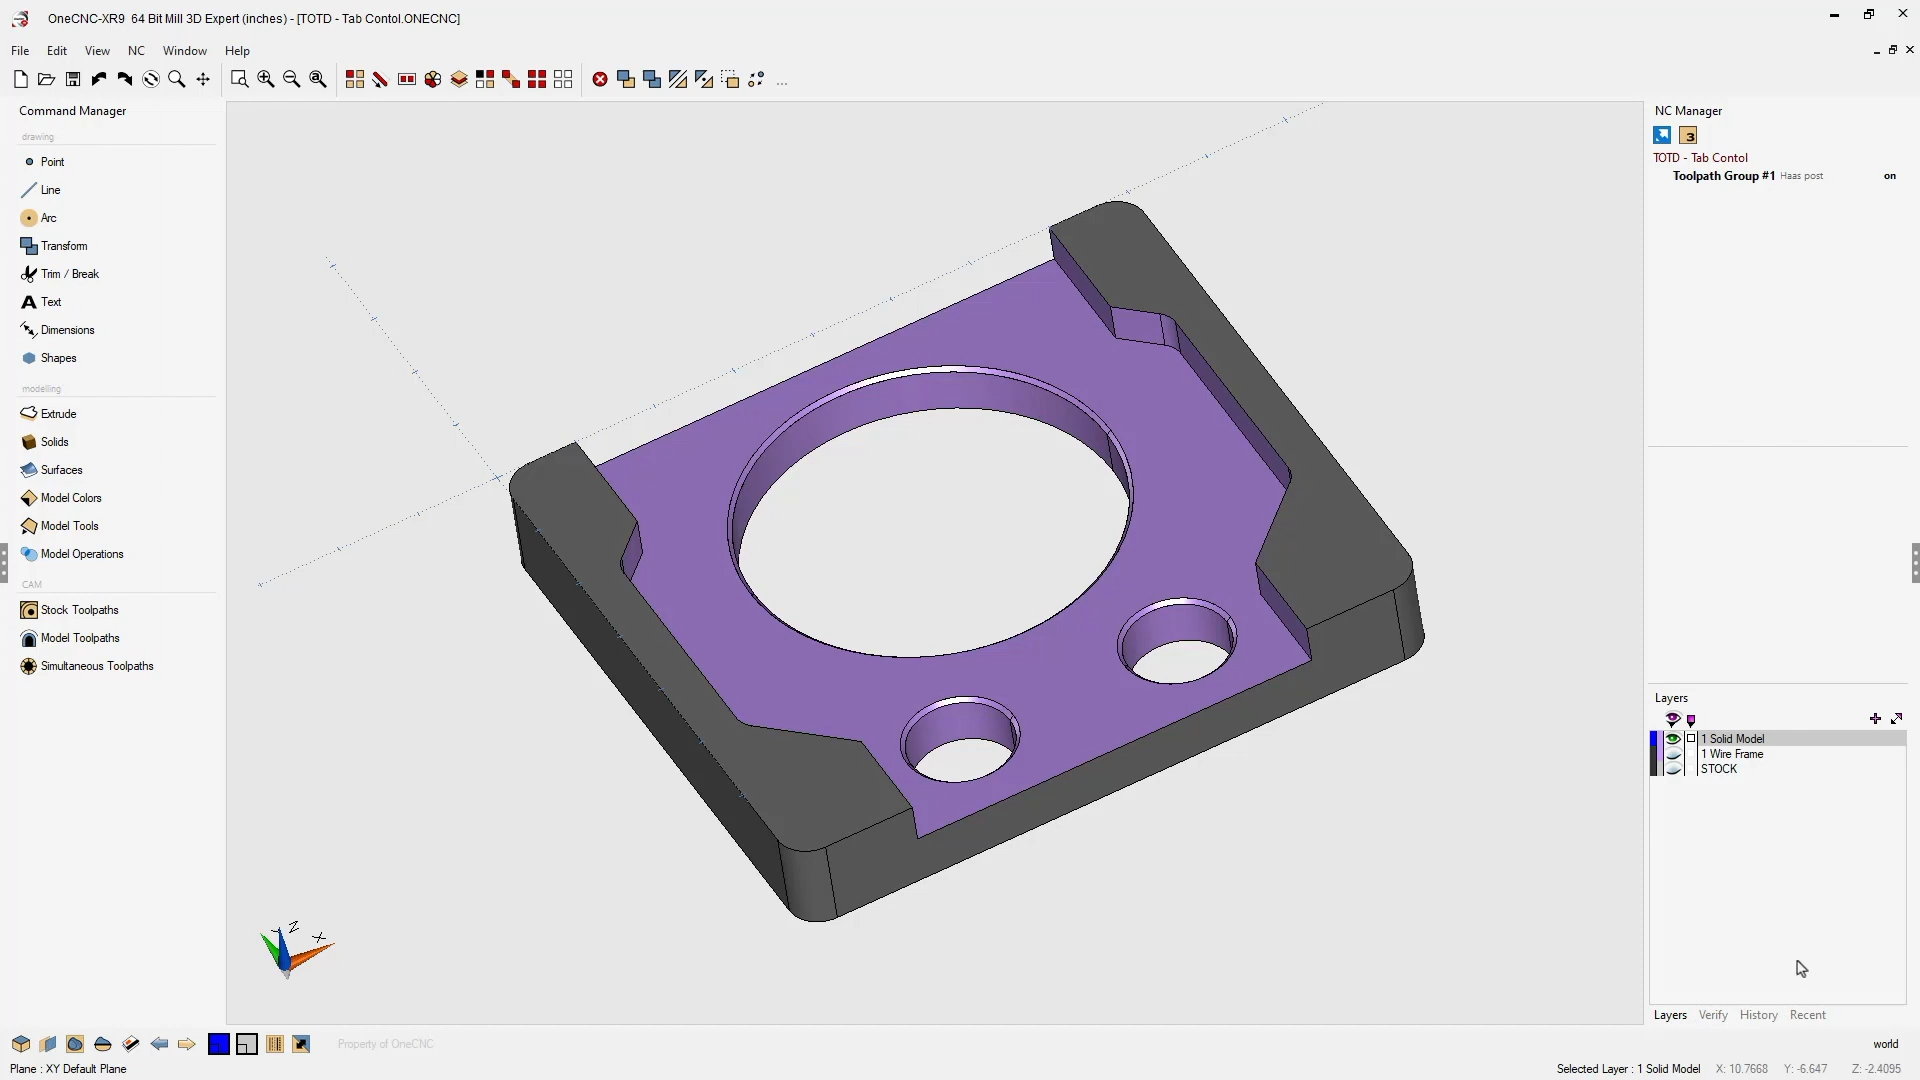 OneCNC-XR9 64 Bit Mill 3D Expert (inches) - [TOTD - Tab Contol.ONECNC]
File Edit View NC Window Help
Command Manager
drawing
Point
Line
Arc
Transform
Trim / Break
Text
Dimensions
Shapes
modelling
Extrude
Solids
Surfaces
Model Colors
Model Tools
Model Operations
CAM
Stock Toolpaths
Model Toolpaths
Simultaneous Toolpaths
Z X
NC Manager
3
TOTD - Tab Contol
Toolpath Group #1 Haas post on
Layers
1 Solid Model
1 Wire Frame
STOCK
Layers Verify History Recent
Property of OneCNC
world
Plane : XY Default Plane
Selected Layer : 1 Solid Model X: 10.7668 Y: -6.647 Z: -2.4095